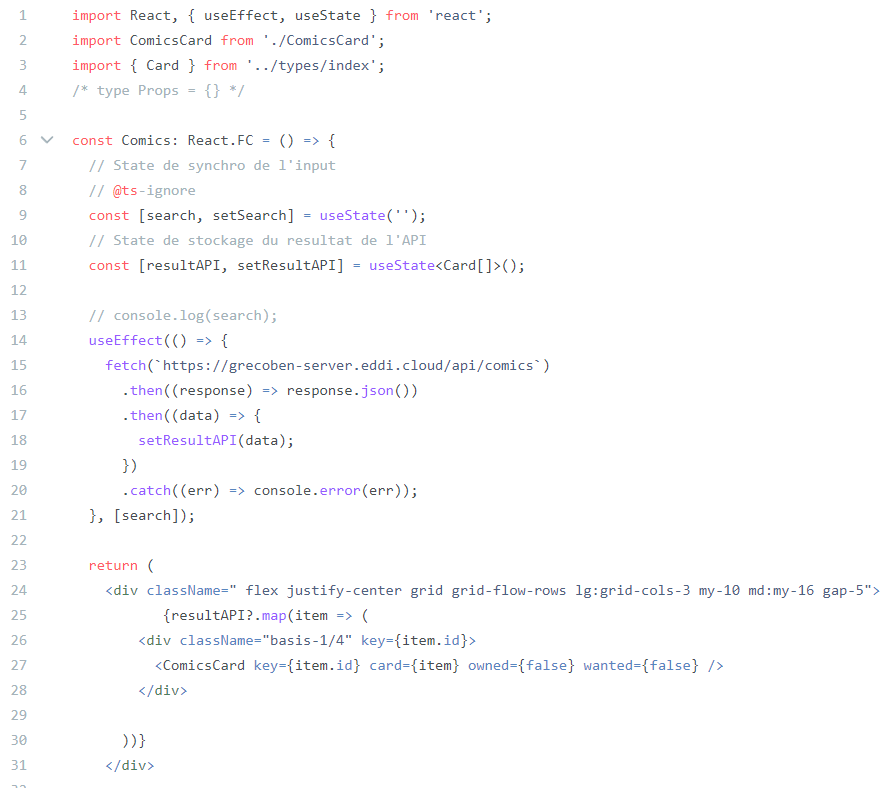 1 import React, { useEffect, useState } from 'react';
2 import ComicsCard from './ComicsCard';
3 import { Card } from '../types/index';
4 /* type Props = {} */
5
6 const Comics: React.FC = () => {
7 // State de synchro de l'input
8 // @ts-ignore
9 const [search, setSearch] = useState('');
10 // State de stockage du resultat de l'API
11 const [resultAPI, setResultAPI] = useState<Card[]>();
12
13 // console.log(search);
14 useEffect(() => {
15 fetch(`https://grecoben-server.eddi.cloud/api/comics`)
16 .then((response) => response.json())
17 .then((data) => {
18 setResultAPI(data);
19 })
20 .catch((err) => console.error(err));
21 }, [search]);
22
23 return (
24 <div className=" flex justify-center grid grid-flow-rows lg:grid-cols-3 my-10 md:my-16 gap-5">
25 {resultAPI?.map(item => (
26 <div className="basis-1/4" key={item.id}>
27 <ComicsCard key={item.id} card={item} owned={false} wanted={false} />
28 </div>
29
30 ))}
31 </div>